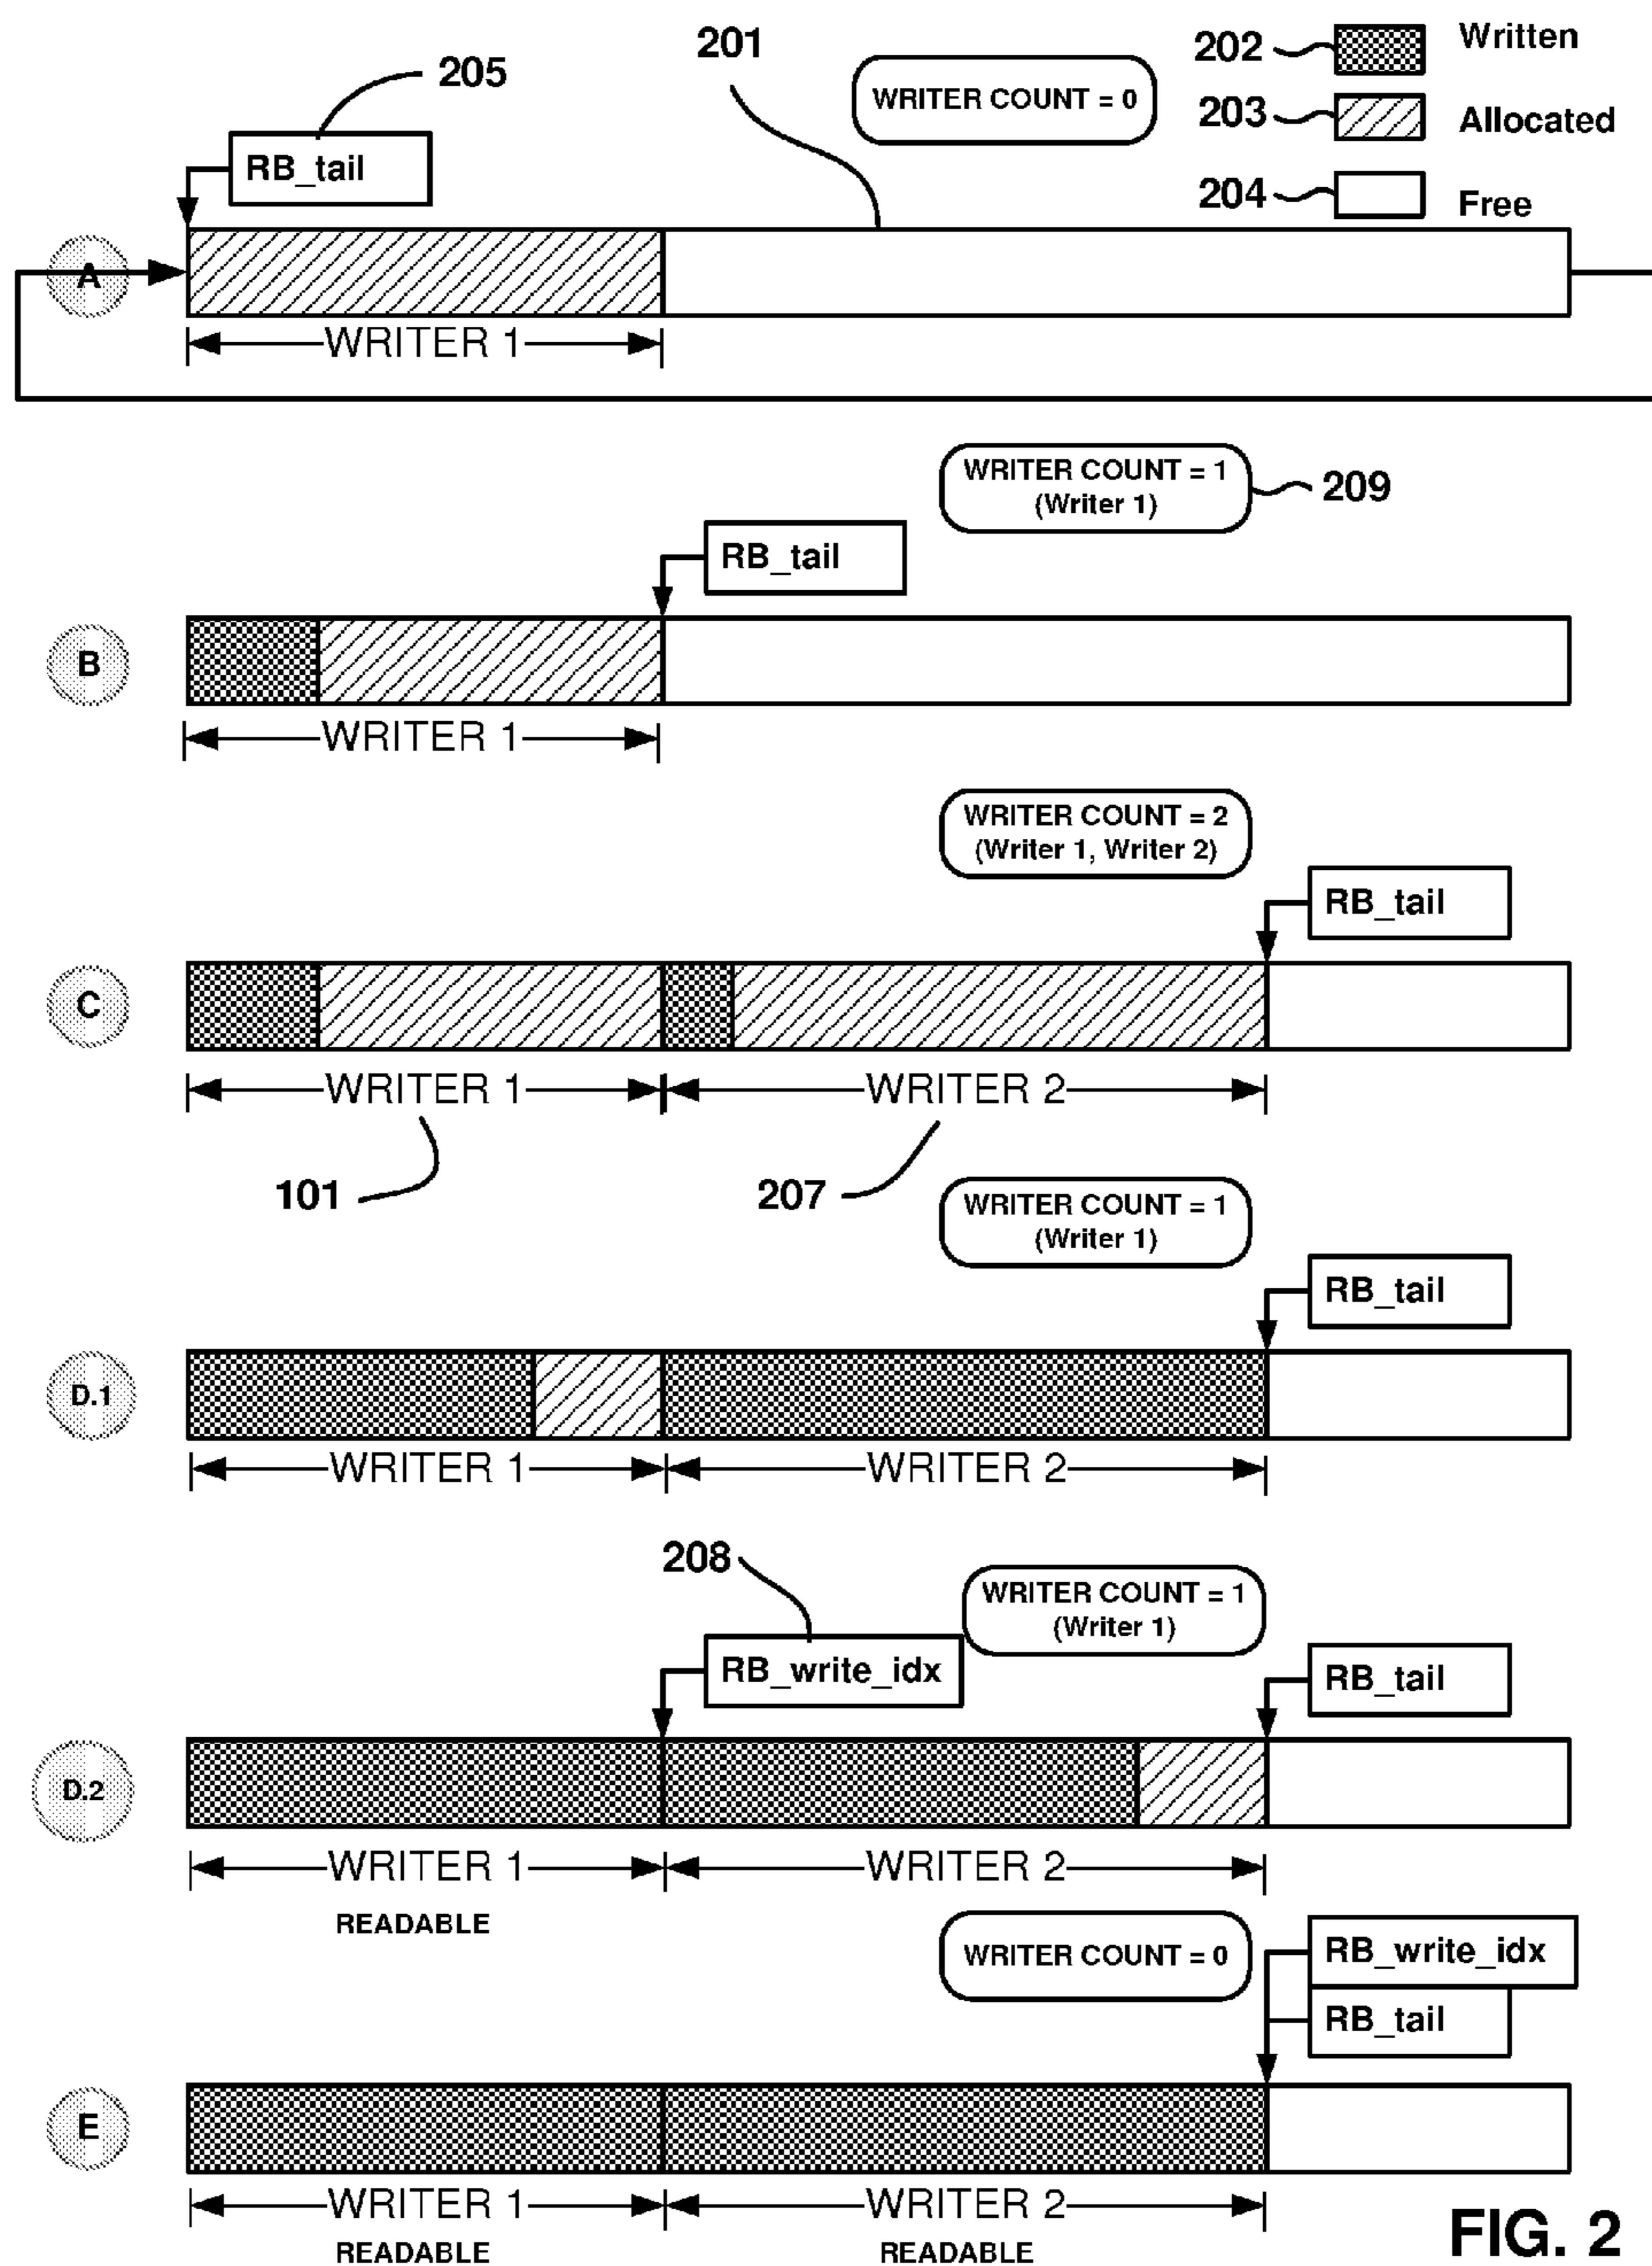 201
202
Written
205
WRITER COUNT = 0
203
Allocated
RB_tail
204
Free
A
WRITER 1
WRITER COUNT = 1
(Writer 1)
209
RB_tail
B
WRITER 1
WRITER COUNT = 2
(Writer 1, Writer 2)
RB_tail
C
WRITER 1
WRITER 2
101
207
WRITER COUNT = 1
(Writer 1)
RB_tail
D.1
WRITER 1
WRITER 2
208
WRITER COUNT = 1
(Writer 1)
RB_write_idx
RB_tail
D.2
WRITER 1
WRITER 2
READABLE
WRITER COUNT = 0
RB_write_idx
RB_tail
E
WRITER 1
WRITER 2
READABLE
READABLE
FIG. 2